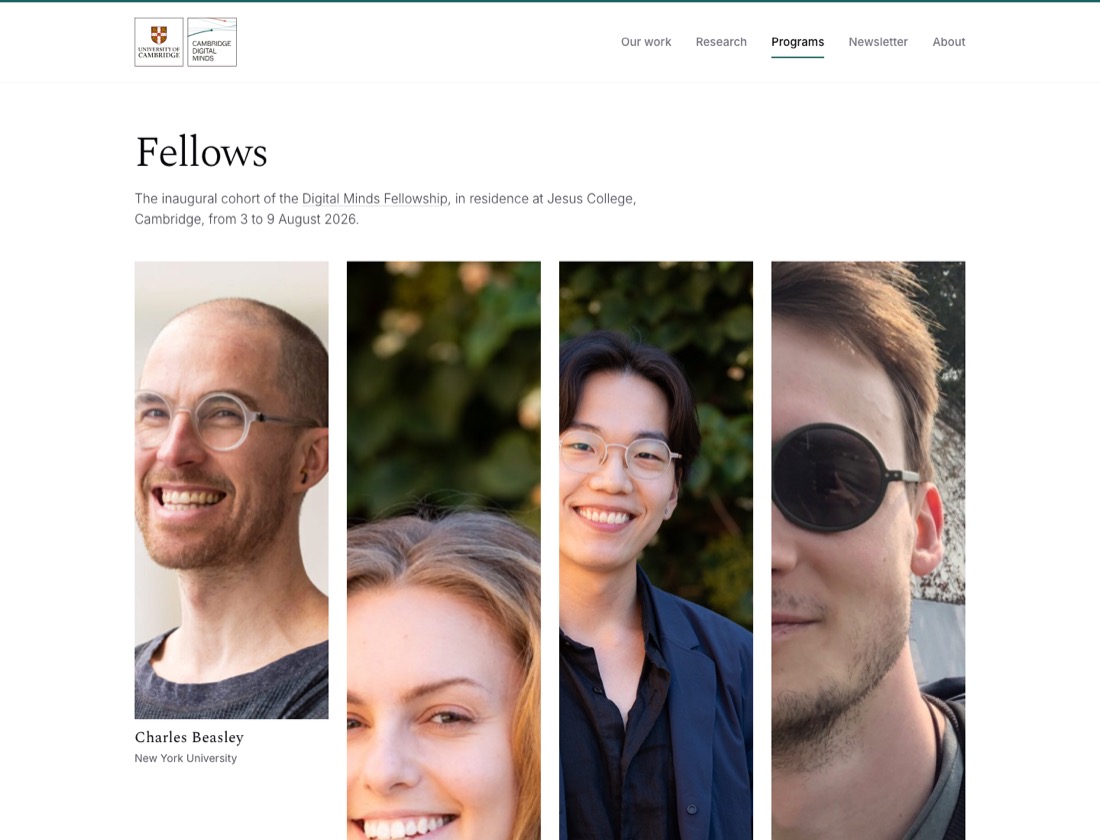 UNIVERSITY OF
CAMBRIDGE
CAMBRIDGE
DIGITAL
MINDS
Our work
Research
Programs
Newsletter
About
Fellows
The inaugural cohort of the Digital Minds Fellowship, in residence at Jesus College,
Cambridge, from 3 to 9 August 2026.
Charles Beasley
New York University